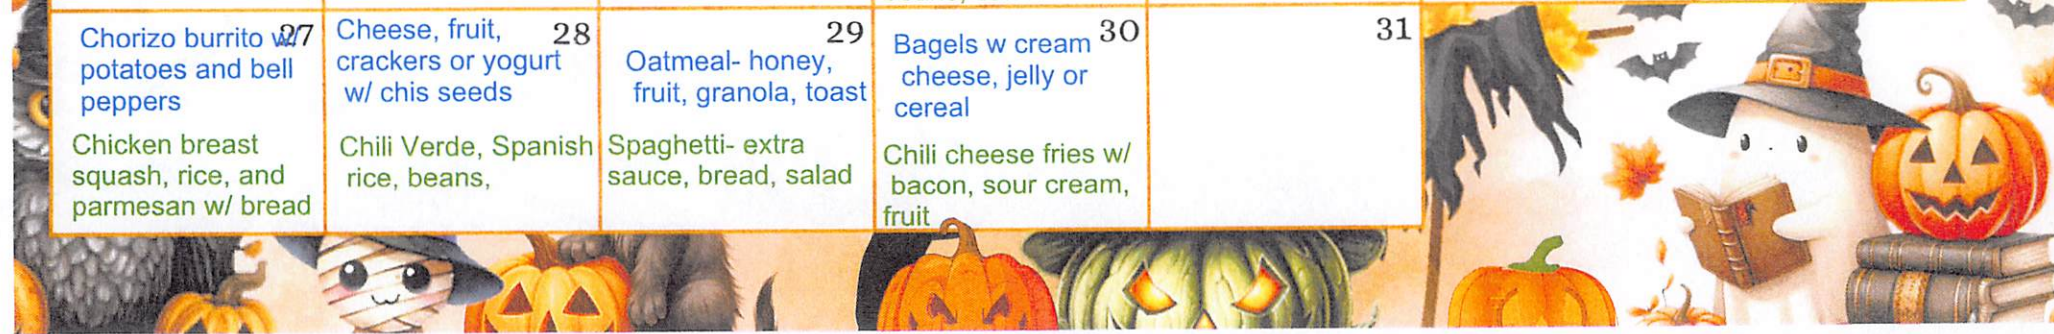 27
Chorizo burrito w/
potatoes and bell
peppers
Chicken breast
squash, rice, and
parmesan w/ bread
28
Cheese, fruit,
crackers or yogurt
w/ chis seeds
Chili Verde, Spanish
rice, beans,
29
Oatmeal- honey,
fruit, granola, toast
Spaghetti- extra
sauce, bread, salad
30
Bagels w cream
cheese, jelly or
cereal
Chili cheese fries w/
bacon, sour cream,
fruit
31